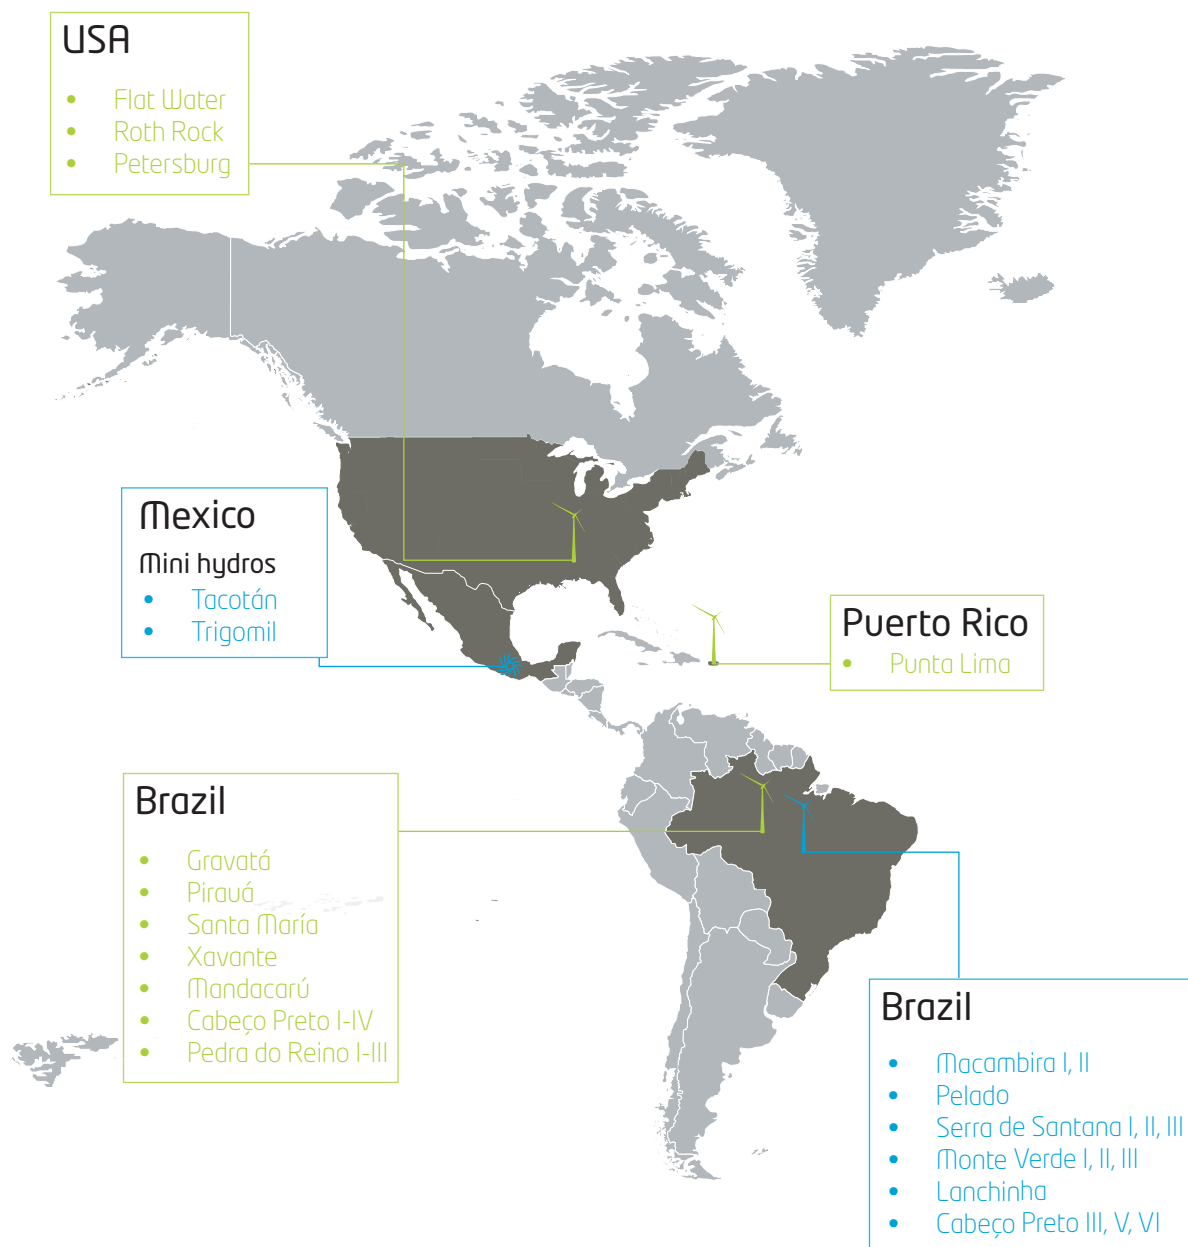 USA
• Flat Water
• Roth Rock
• Petersburg
Mexico
Mini hydros
• Tacotán
• Trigomil
Puerto Rico
• Punta Lima
Brazil
• Gravatá
• Pirauá
• Santa María
• Xavante
• Mandacarú
• Cabeço Preto I-IV
• Pedra do Reino I-III
Brazil
• Macambira I, II
• Pelado
• Serra de Santana I, II, III
• Monte Verde I, II, III
• Lanchinha
• Cabeço Preto III, V, VI